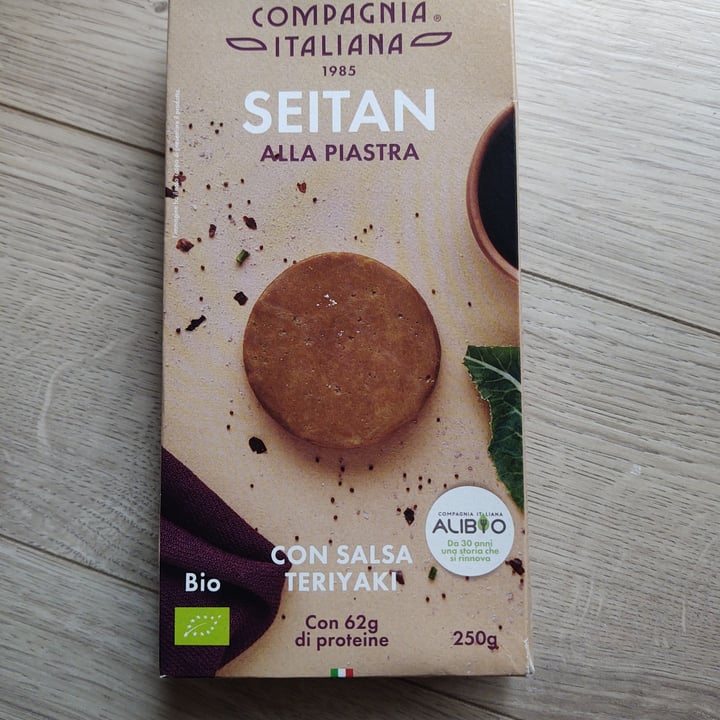 COMPAGNIA®
ITALIANA
1985
SEITAN
ALLA PIASTRA
COMPAGNIA ITALIANA
ALIBIO
Da 30 anni
una storia che
si rinnova
CON SALSA
TERIYAKI
Bio
Con 62g
di proteine
250g